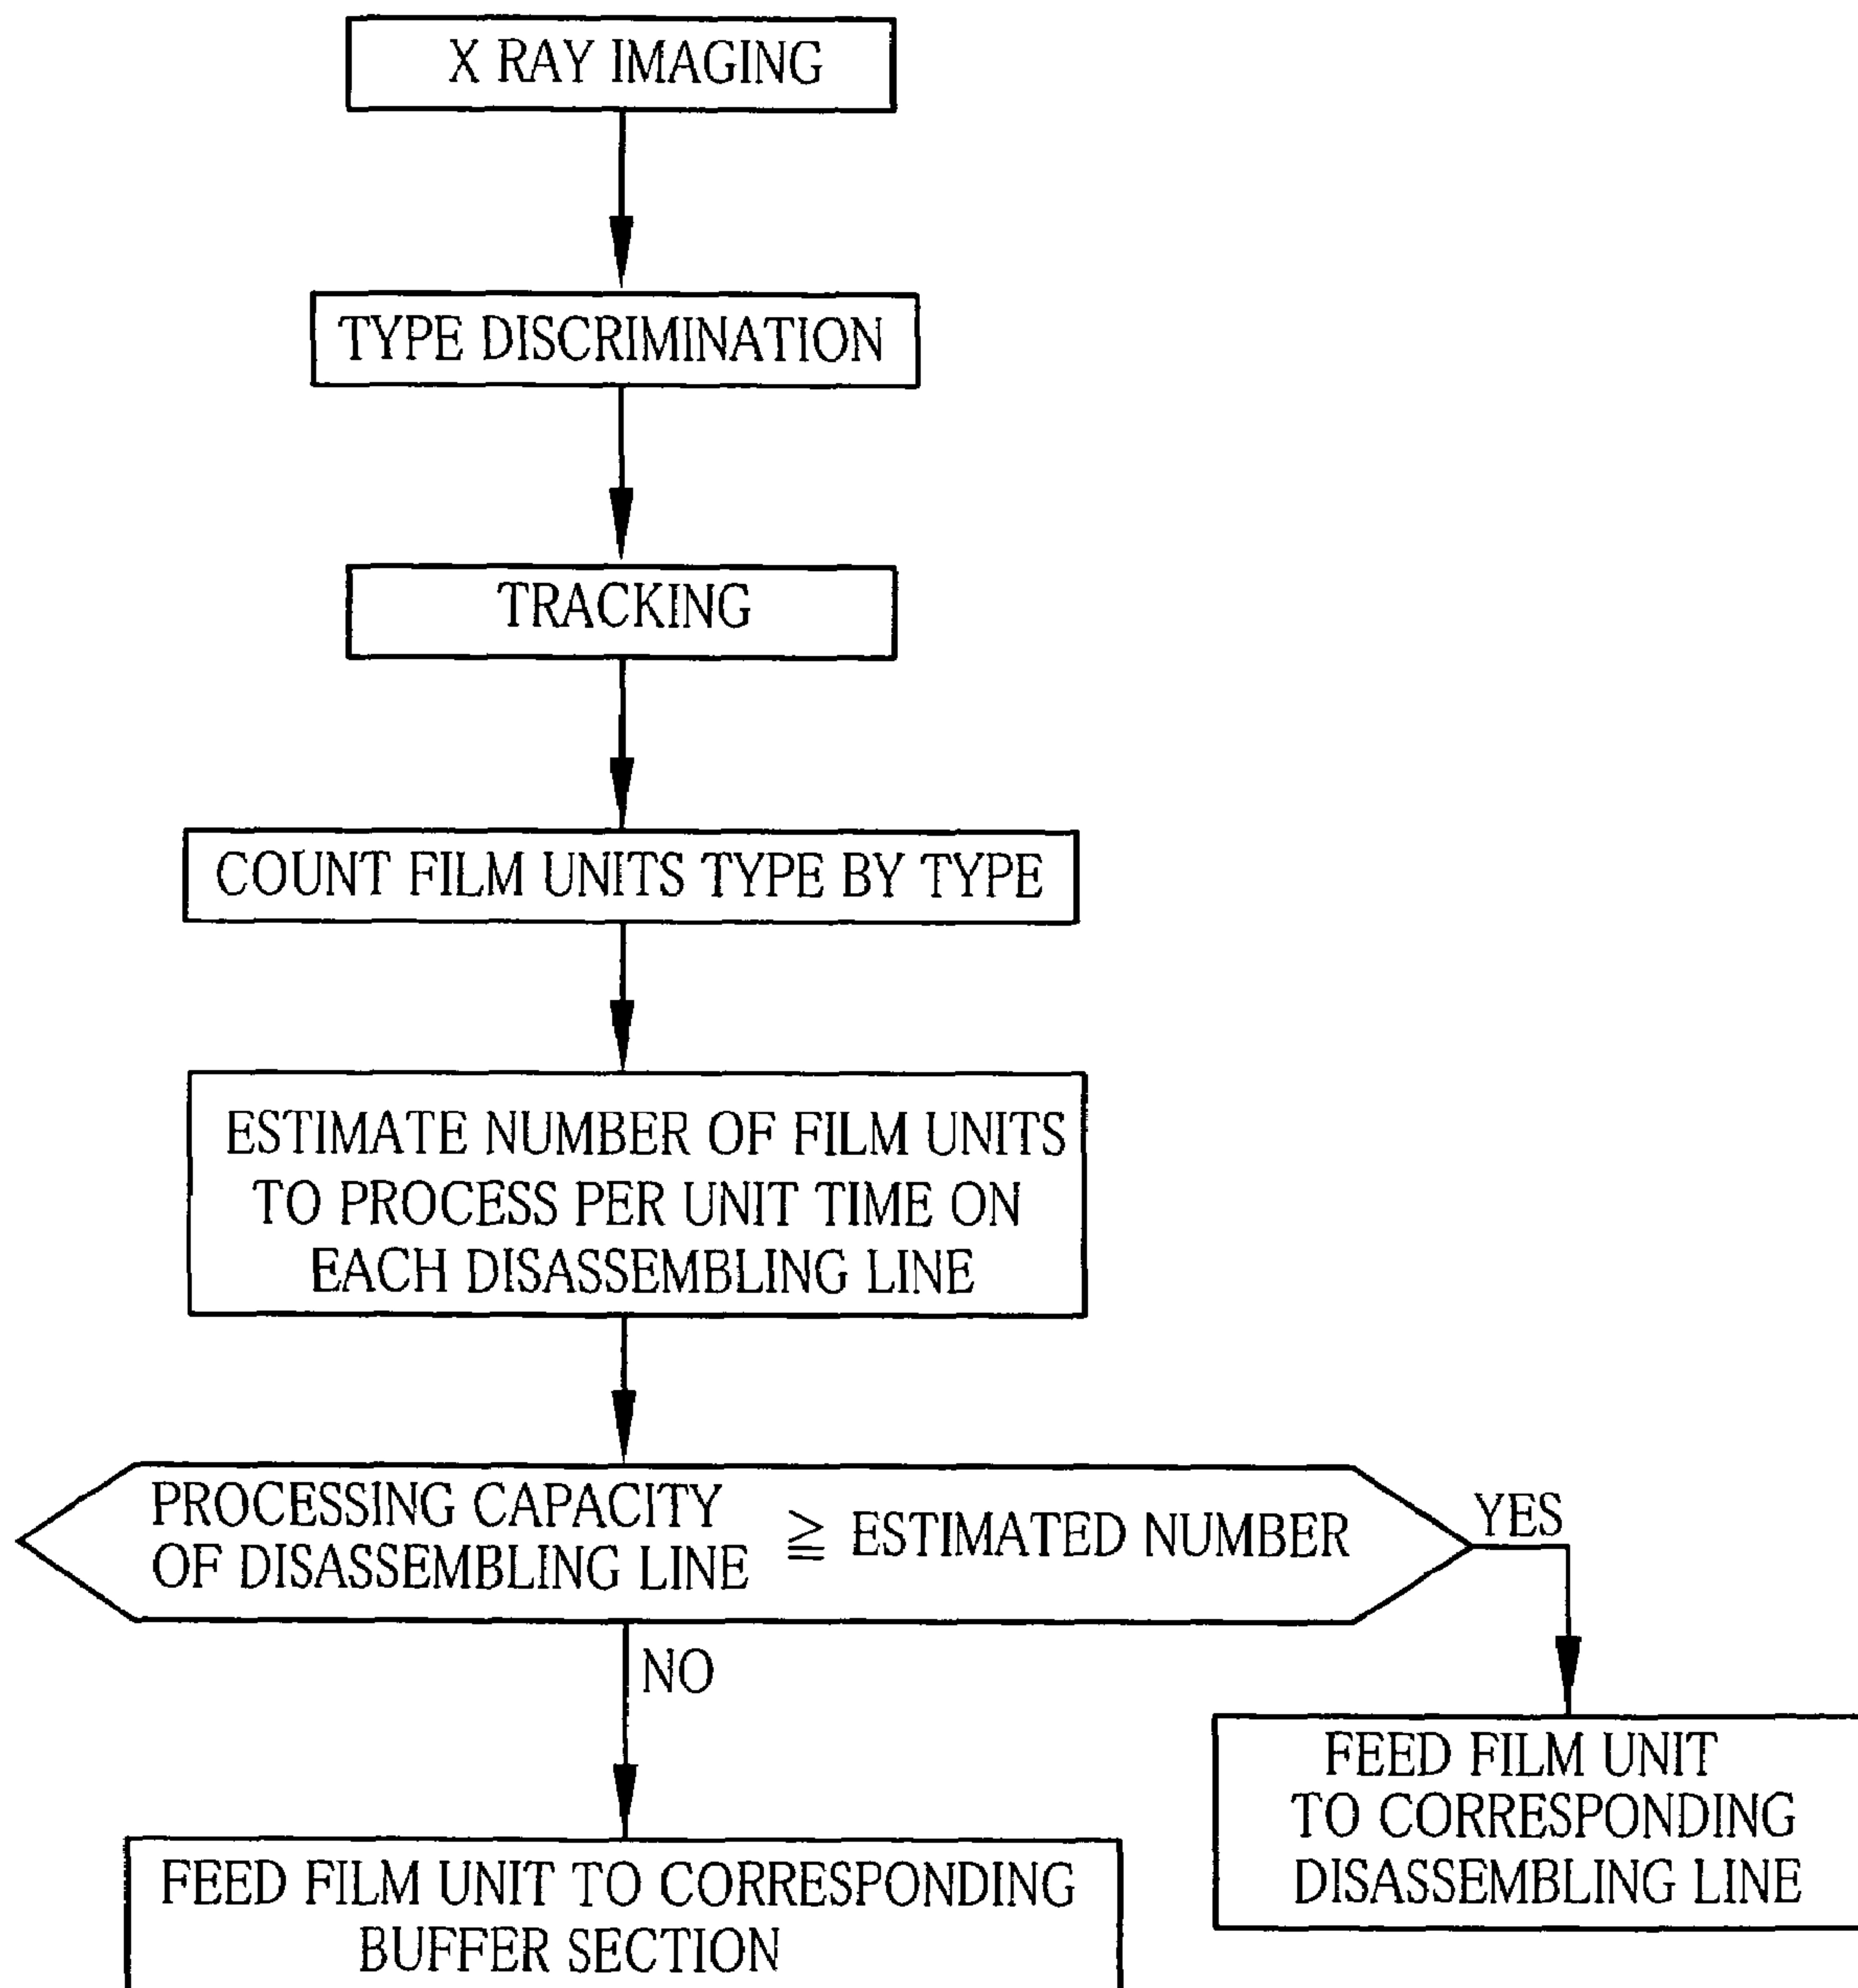 X RAY IMAGING
TYPE DISCRIMINATION
TRACKING
COUNT FILM UNITS TYPE BY TYPE
ESTIMATE NUMBER OF FILM UNITS
TO PROCESS PER UNIT TIME ON
EACH DISASSEMBLING LINE
PROCESSING CAPACITY
OF DISASSEMBLING LINE ≧ ESTIMATED NUMBER
YES
NO
FEED FILM UNIT
TO CORRESPONDING
DISASSEMBLING LINE
FEED FILM UNIT TO CORRESPONDING
BUFFER SECTION